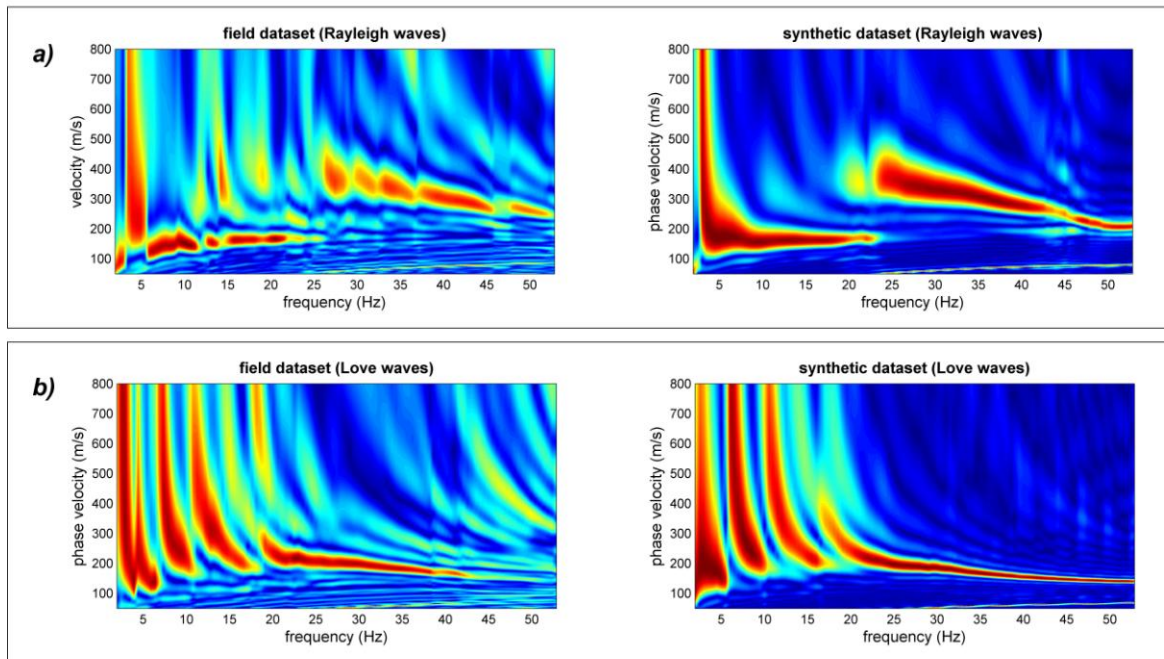 a)
field dataset (Rayleigh waves)
velocity (m/s)
800
700
600
500
400
300
200
100
5 10 15 20 25 30 35 40 45 50
frequency (Hz)
synthetic dataset (Rayleigh waves)
phase velocity (m/s)
800
700
600
500
400
300
200
100
5 10 15 20 25 30 35 40 45 50
frequency (Hz)
b)
field dataset (Love waves)
phase velocity (m/s)
800
700
600
500
400
300
200
100
5 10 15 20 25 30 35 40 45 50
frequency (Hz)
synthetic dataset (Love waves)
phase velocity (m/s)
800
700
600
500
400
300
200
100
5 10 15 20 25 30 35 40 45 50
frequency (Hz)